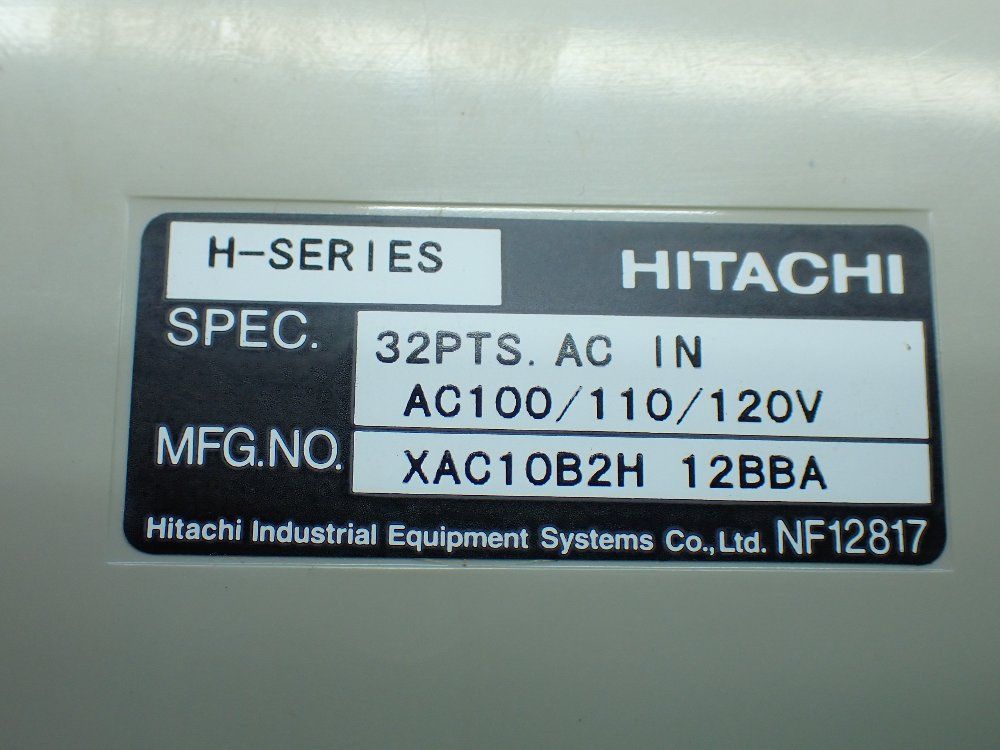 H-SERIES
HITACHI
SPEC.
32PTS. AC IN
AC100/110/120V
MFG.NO.
XAC10B2H 12BBA
Hitachi Industrial Equipment Systems Co.,Ltd. NF12817